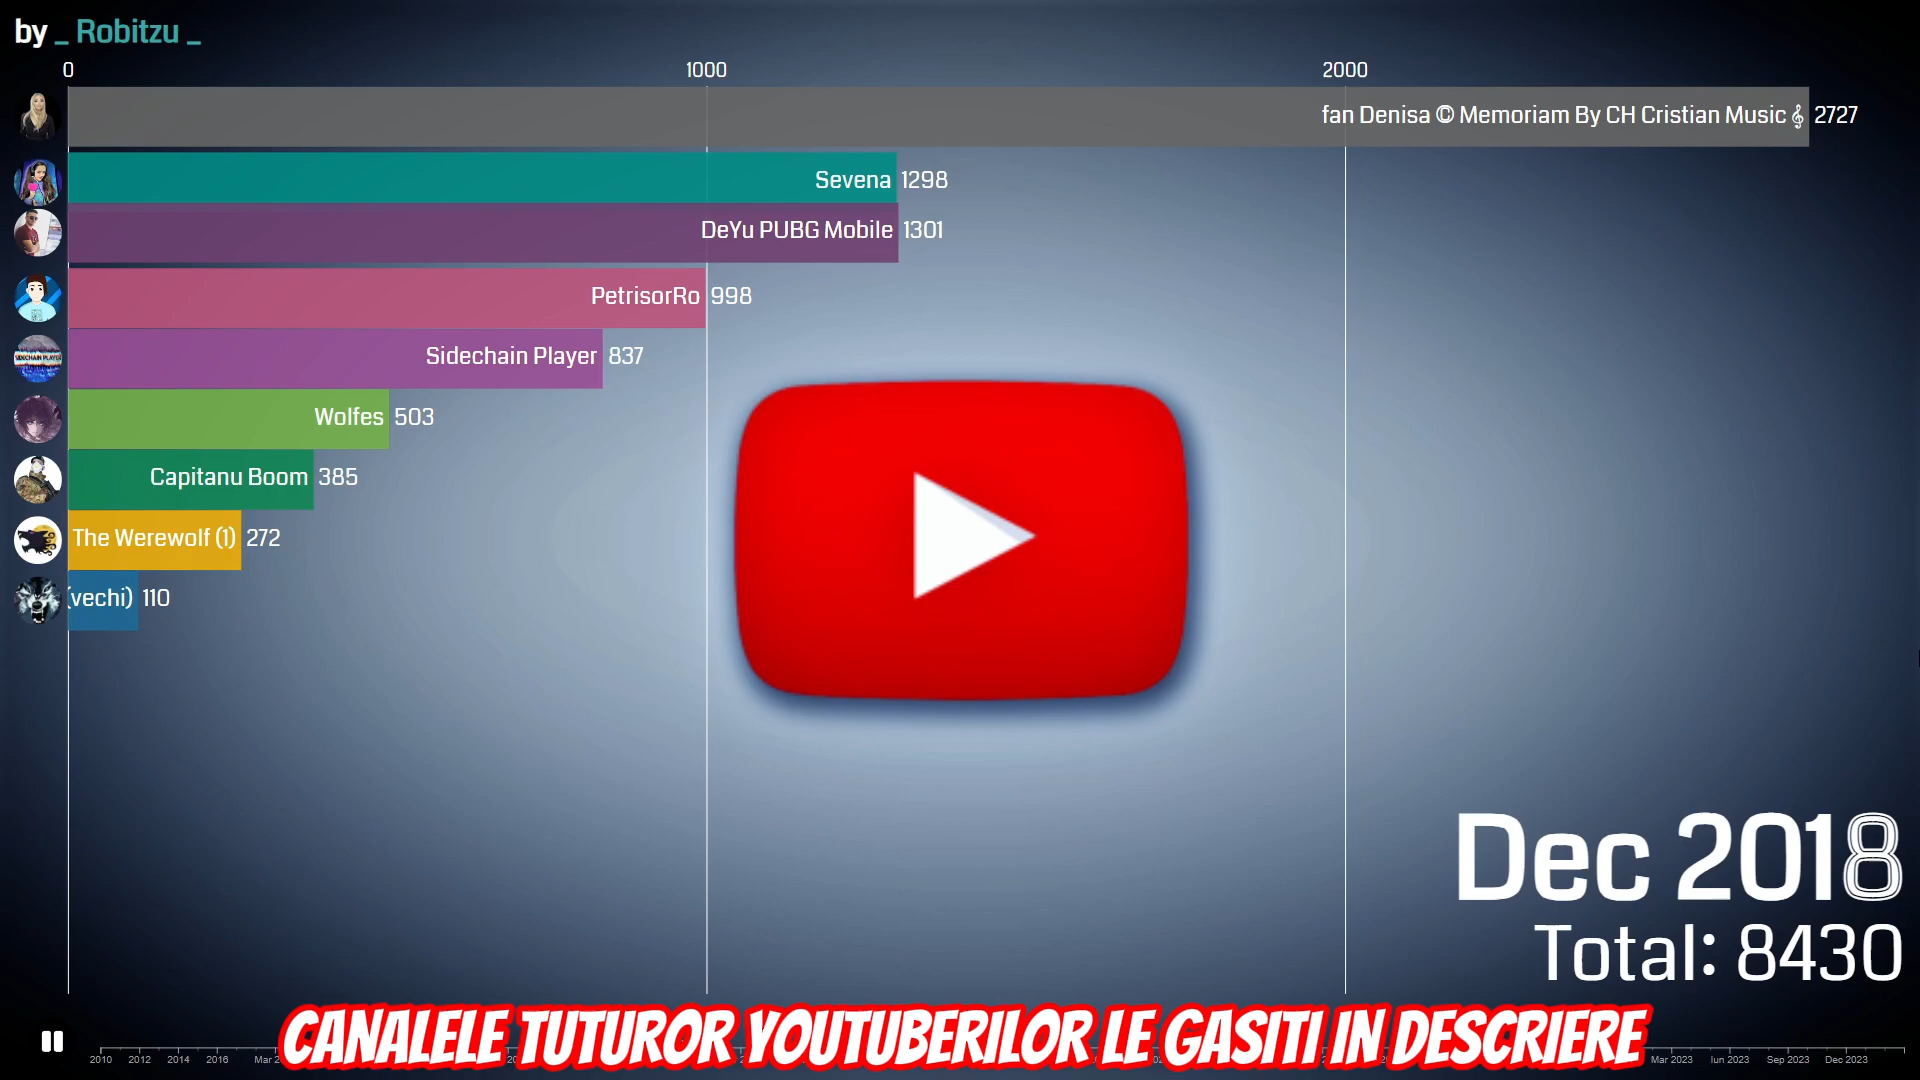 by _ Robitzu _
0 1000 2000
fan Denisa © Memoriam By CH Cristian Music 𝄞 2727
Sevena 1298
DeYu PUBG Mobile 1301
PetrisorRo 998
SIDECHAIN PLAYER
Sidechain Player 837
Wolfes 503
Capitanu Boom 385
The Werewolf (1) 272
(vechi) 110
Dec 2018
Total: 8430
CANALELE TUTUROR YOUTUBERILOR LE GASITI IN DESCRIERE
2010 2012 2014 2016 Mar 2023 Iun 2023 Sep 2023 Dec 2023